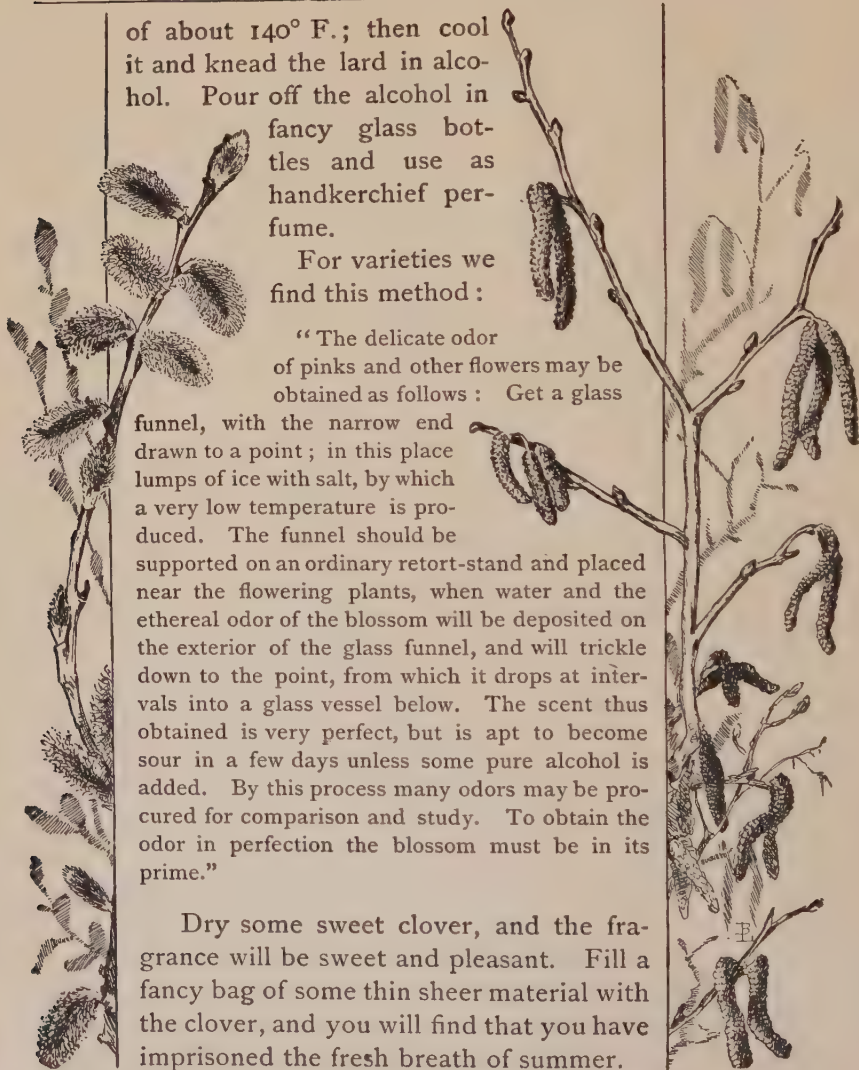 of about 140° F.; then cool
it and knead the lard in alco-
hol. Pour off the alcohol in
fancy glass bot-
tles and use as
handkerchief per-
fume.
For varieties we
find this method :
“ The delicate odor
of pinks and other flowers may be
obtained as follows : Get a glass
funnel, with the narrow end
drawn to a point ; in this place
lumps of ice with salt, by which
a very low temperature is pro-
duced. The funnel should be
supported on an ordinary retort-stand and placed
near the flowering plants, when water and the
ethereal odor of the blossom will be deposited on
the exterior of the glass funnel, and will trickle
down to the point, from which it drops at inter-
vals into a glass vessel below. The scent thus
obtained is very perfect, but is apt to become
sour in a few days unless some pure alcohol is
added. By this process many odors may be pro-
cured for comparison and study. To obtain the
odor in perfection the blossom must be in its
prime.”
Dry some sweet clover, and the fra-
grance will be sweet and pleasant. Fill a
fancy bag of some thin sheer material with
the clover, and you will find that you have
imprisoned the fresh breath of summer.